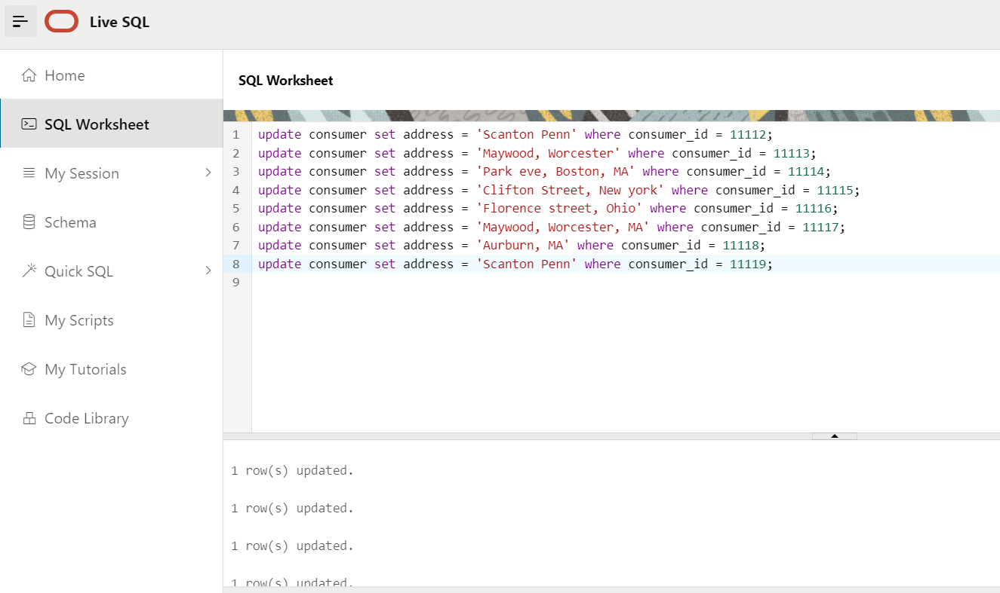 Live SQL
Home
SQL Worksheet
My Session
Schema
Quick SQL
My Scripts
My Tutorials
Code Library
SQL Worksheet
1 update consumer set address = 'Scanton Penn' where consumer_id = 11112;
2 update consumer set address = 'Maywood, Worcester' where consumer_id = 11113;
3 update consumer set address = 'Park eve, Boston, MA' where consumer_id = 11114;
4 update consumer set address = 'Clifton Street, New york' where consumer_id = 11115;
5 update consumer set address = 'Florence street, Ohio' where consumer_id = 11116;
6 update consumer set address = 'Maywood, Worcester, MA' where consumer_id = 11117;
7 update consumer set address = 'Aurburn, MA' where consumer_id = 11118;
8 update consumer set address = 'Scanton Penn' where consumer_id = 11119;
9
1 row(s) updated.
1 row(s) updated.
1 row(s) updated.
1 row(s) updated.